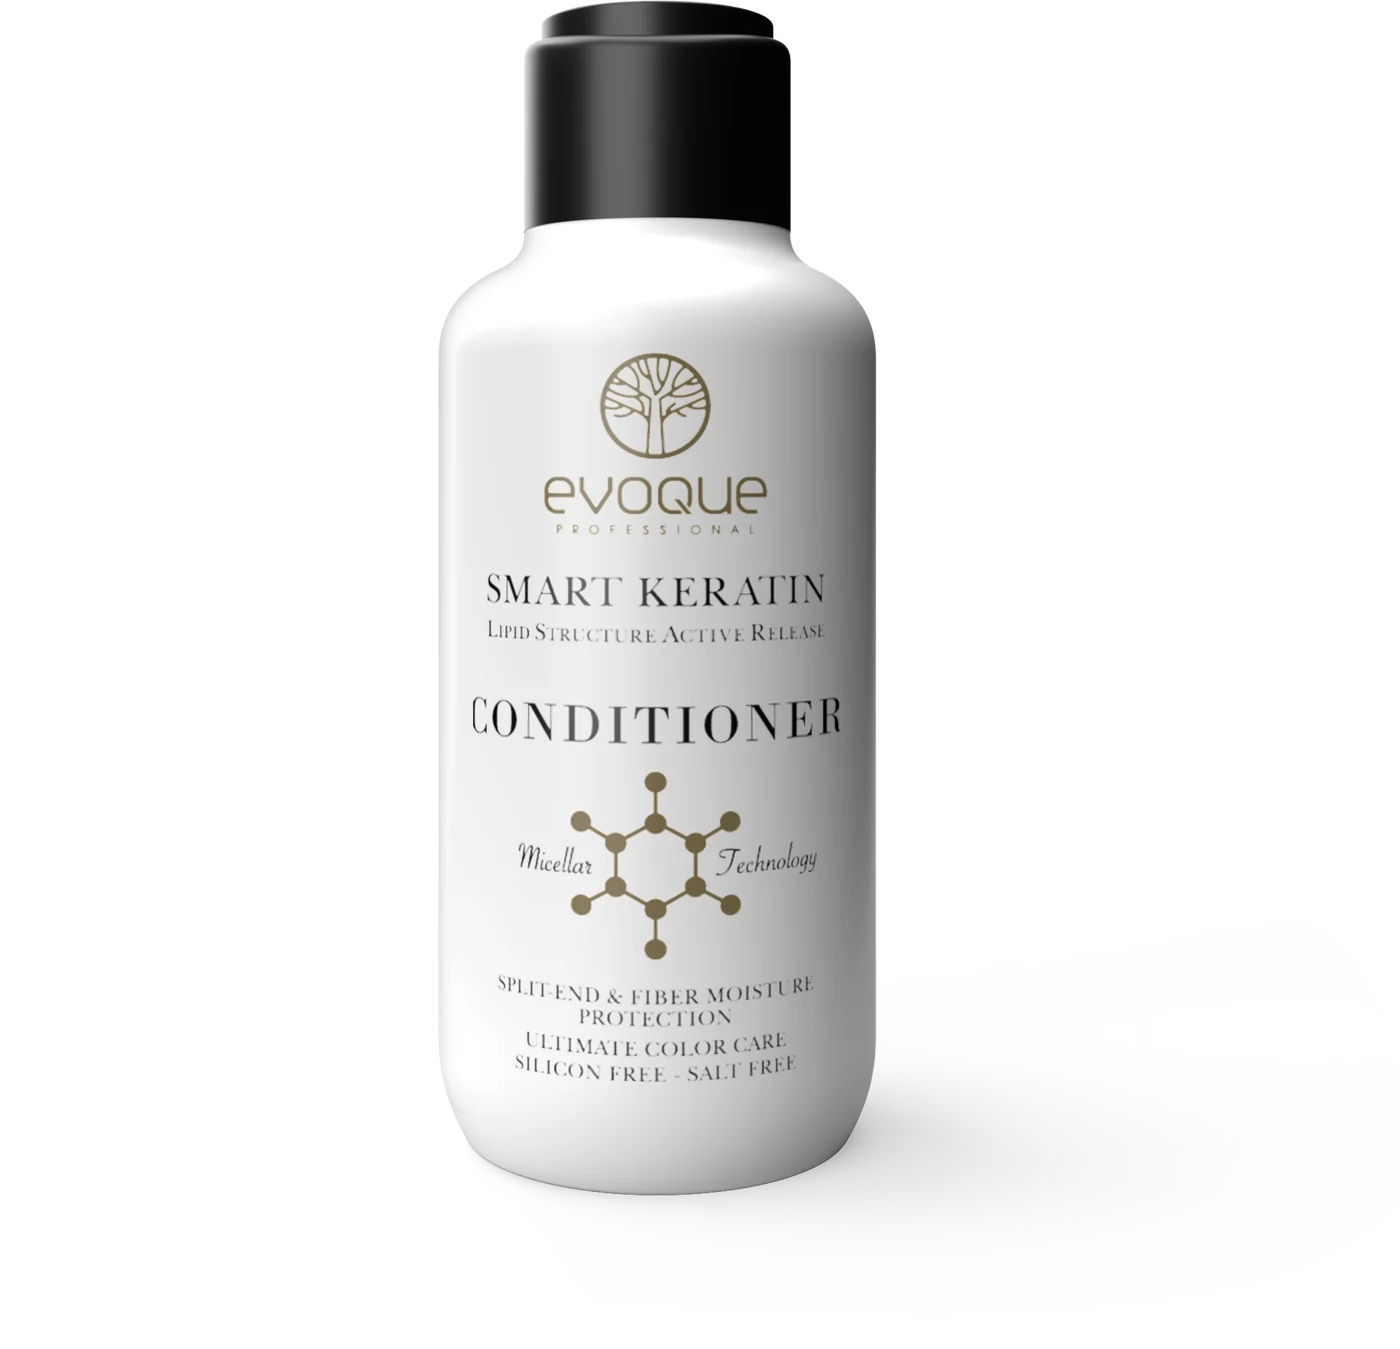 evoque
PROFESSIONAL
SMART KERATIN
LIPID STRUCTURE ACTIVE RELEASE
CONDITIONER
Micellar Technology
SPLIT-END & FIBER MOISTURE
PROTECTION
ULTIMATE COLOR CARE
SILICON FREE - SALT FREE